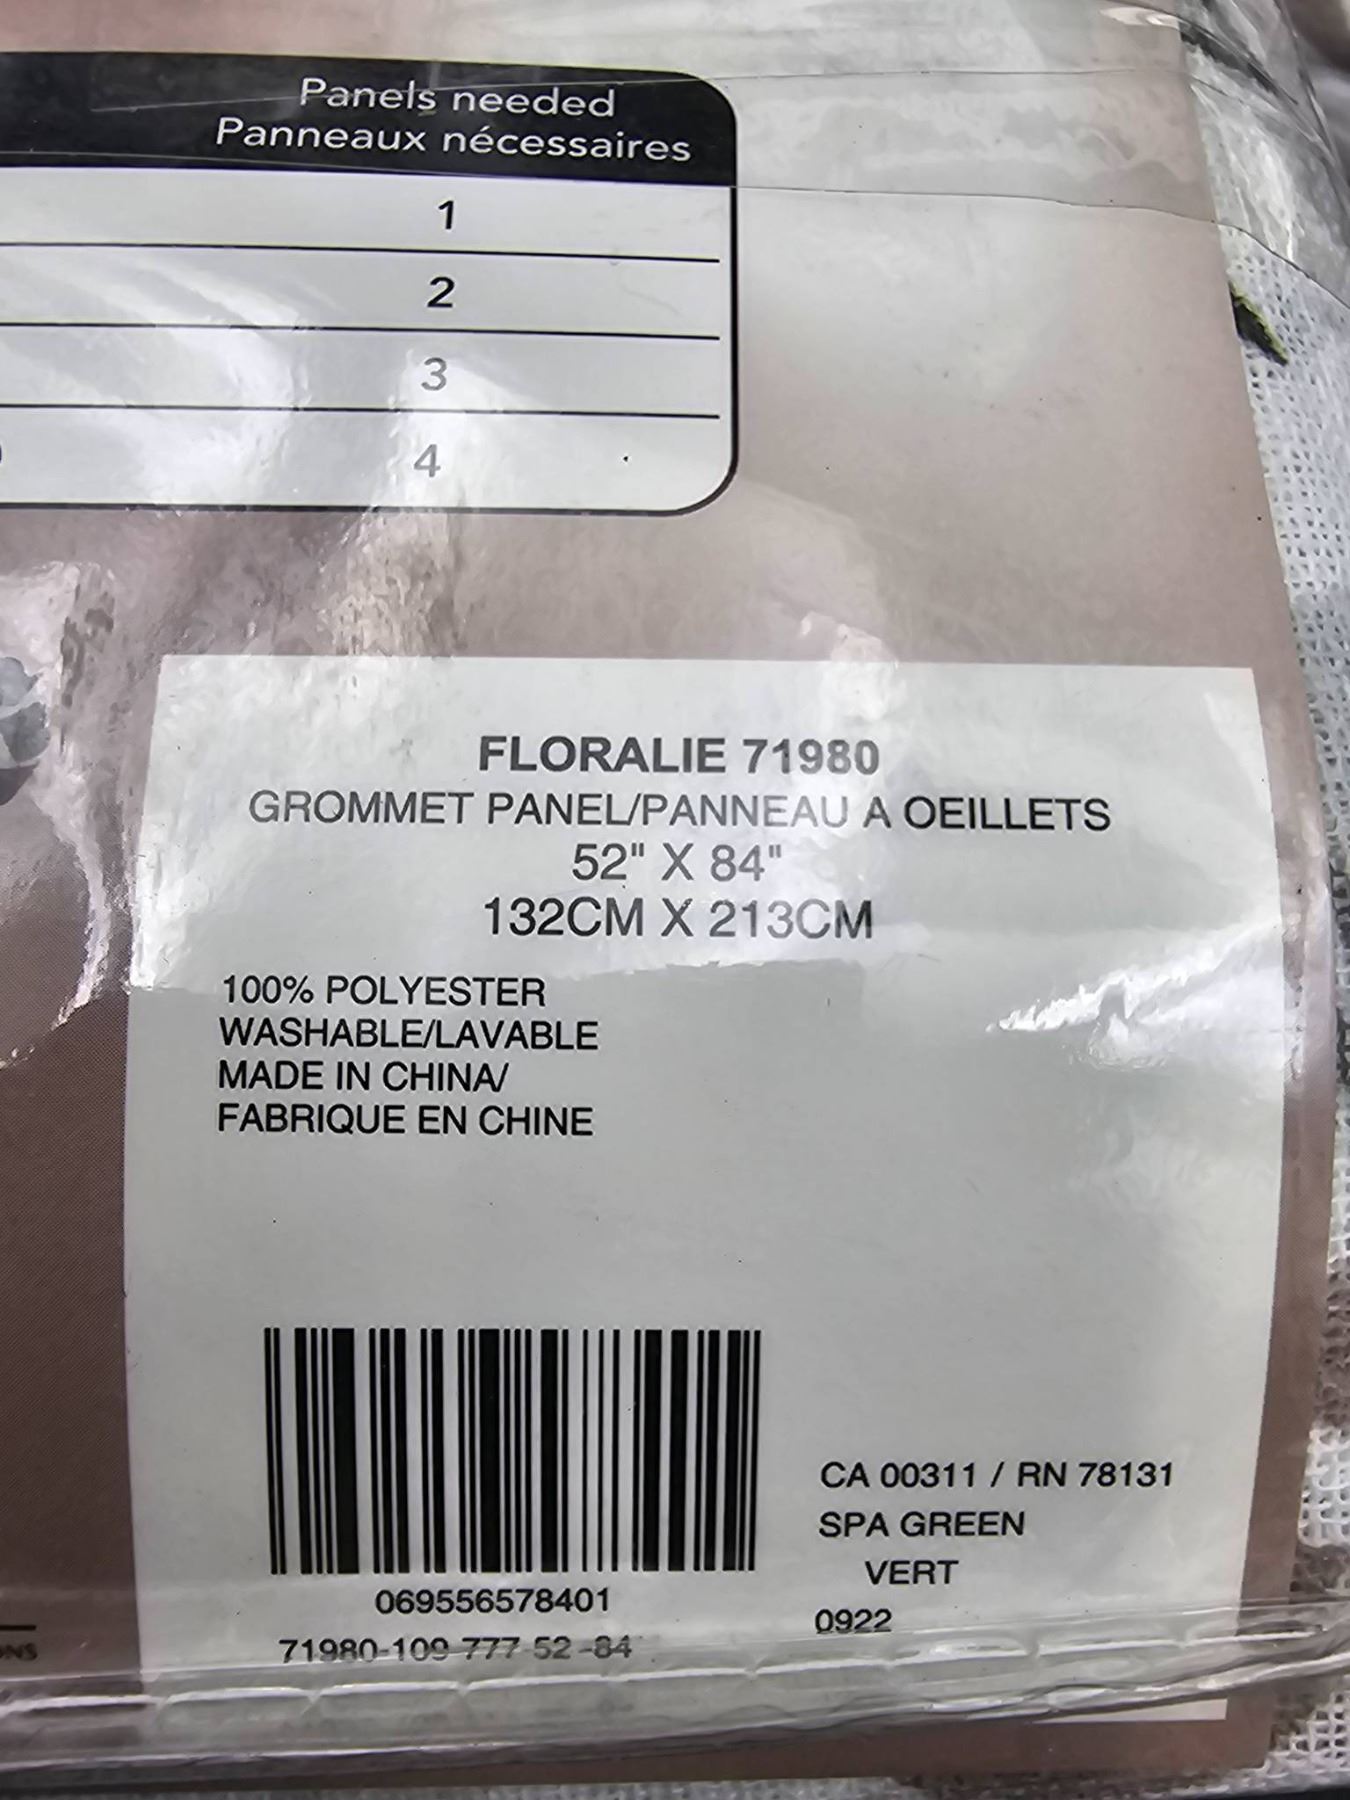 Panels needed
Panneaux nécessaires
1
2
3
4
FLORALIE 71980
GROMMET PANEL/PANNEAU A OEILLETS
52" X 84"
132CM X 213CM
100% POLYESTER
WASHABLE/LAVABLE
MADE IN CHINA/
FABRIQUE EN CHINE
CA 00311 / RN 78131
SPA GREEN
VERT
0922
069556578401
71980-109-777-52-84